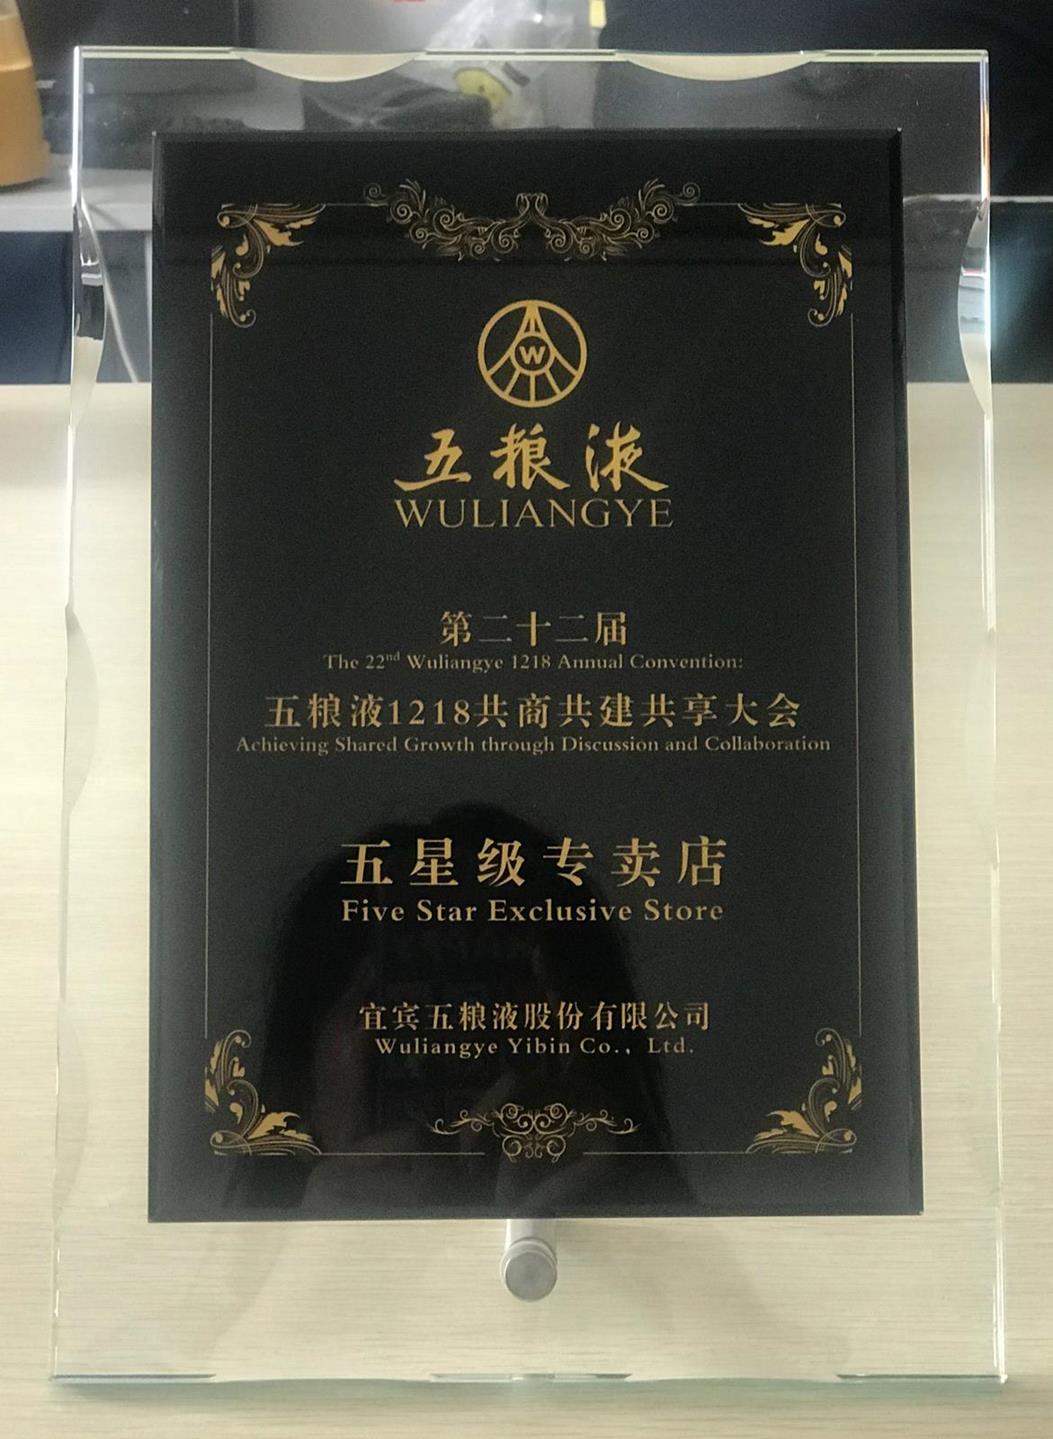 W
五粮液
WULIANGYE
第二十二届
The 22nd Wuliangye 1218 Annual Convention:
五粮液1218共商共建共享大会
Achieving Shared Growth through Discussion and Collaboration
五星级专卖店
Five Star Exclusive Store
宜宾五粮液股份有限公司
Wuliangye Yibin Co., Ltd.